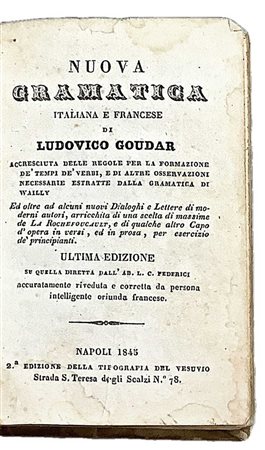 NUOVA
GRAMATICA
ITALIANA E FRANCESE
DI
LUDOVICO GOUDAR
ACCRESCIUTA DELLE REGOLE PER LA FORMAZIONE
DE' TEMPI DE' VERBI, E DI ALTRE OSSERVAZIONI
NECESSARIE ESTRATTE DALLA GRAMATICA DI
WAILLY
Ed oltre ad alcuni nuovi Dialoghi e Lettere di mo-
derni autori, arricchita di una scelta di massime
de LA ROCHEFOUCAULT, e di qualche altro Capo
d'opera in versi, ed in prosa, per esercizio
de' principianti.
ULTIMA EDIZIONE
SU QUELLA DIRETTA DALL' AB. L. C. FEDERICI
accuratamente riveduta e corretta da persona
intelligente oriunda francese.
NAPOLI 1845
2.ª EDIZIONE DELLA TIPOGRAFIA DEL VESUVIO
Strada S. Teresa degli Scalzi N.º 78.